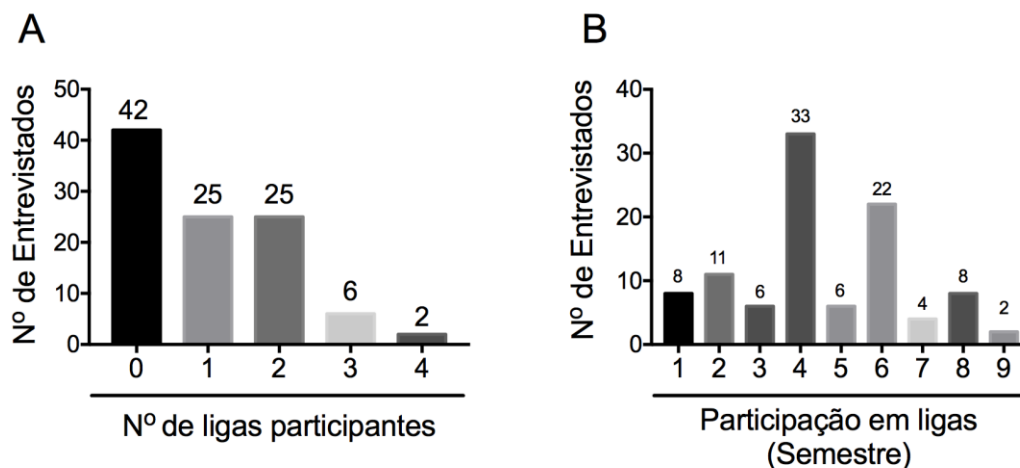 A
Nº de Entrevistados
50
40
30
20
10
0
42
25
25
6
2
0 1 2 3 4
Nº de ligas participantes
B
Nº de Entrevistados
40
30
20
10
0
8
11
6
33
6
22
4
8
2
1 2 3 4 5 6 7 8 9
Participação em ligas
(Semestre)